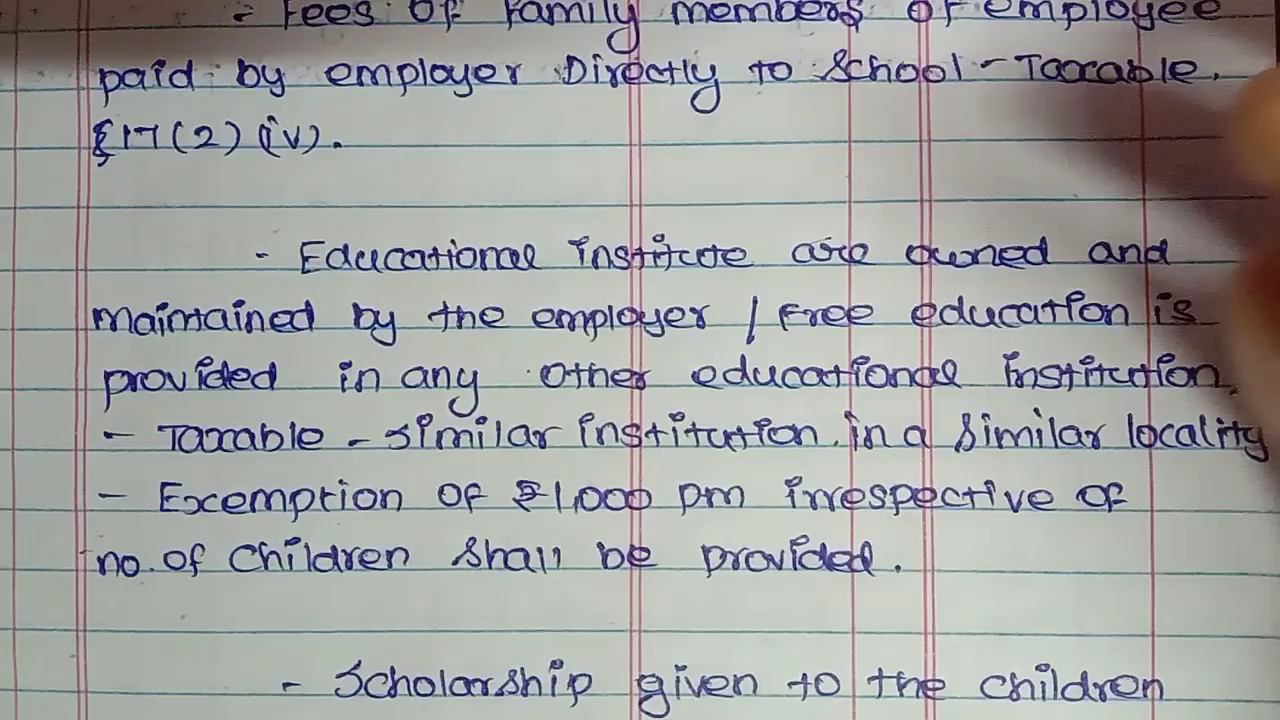 - Fees of family members of employee
paid by employer Directly to School - Taxable.
§17(2)(iv).
- Educational institute are owned and
maintained by the employer / Free education is
provided in any other educational institution.
- Taxable - similar institution in a similar locality
- Exemption of ₹1,000 pm irrespective of
no. of children shall be provided.
- Scholarship given to the children